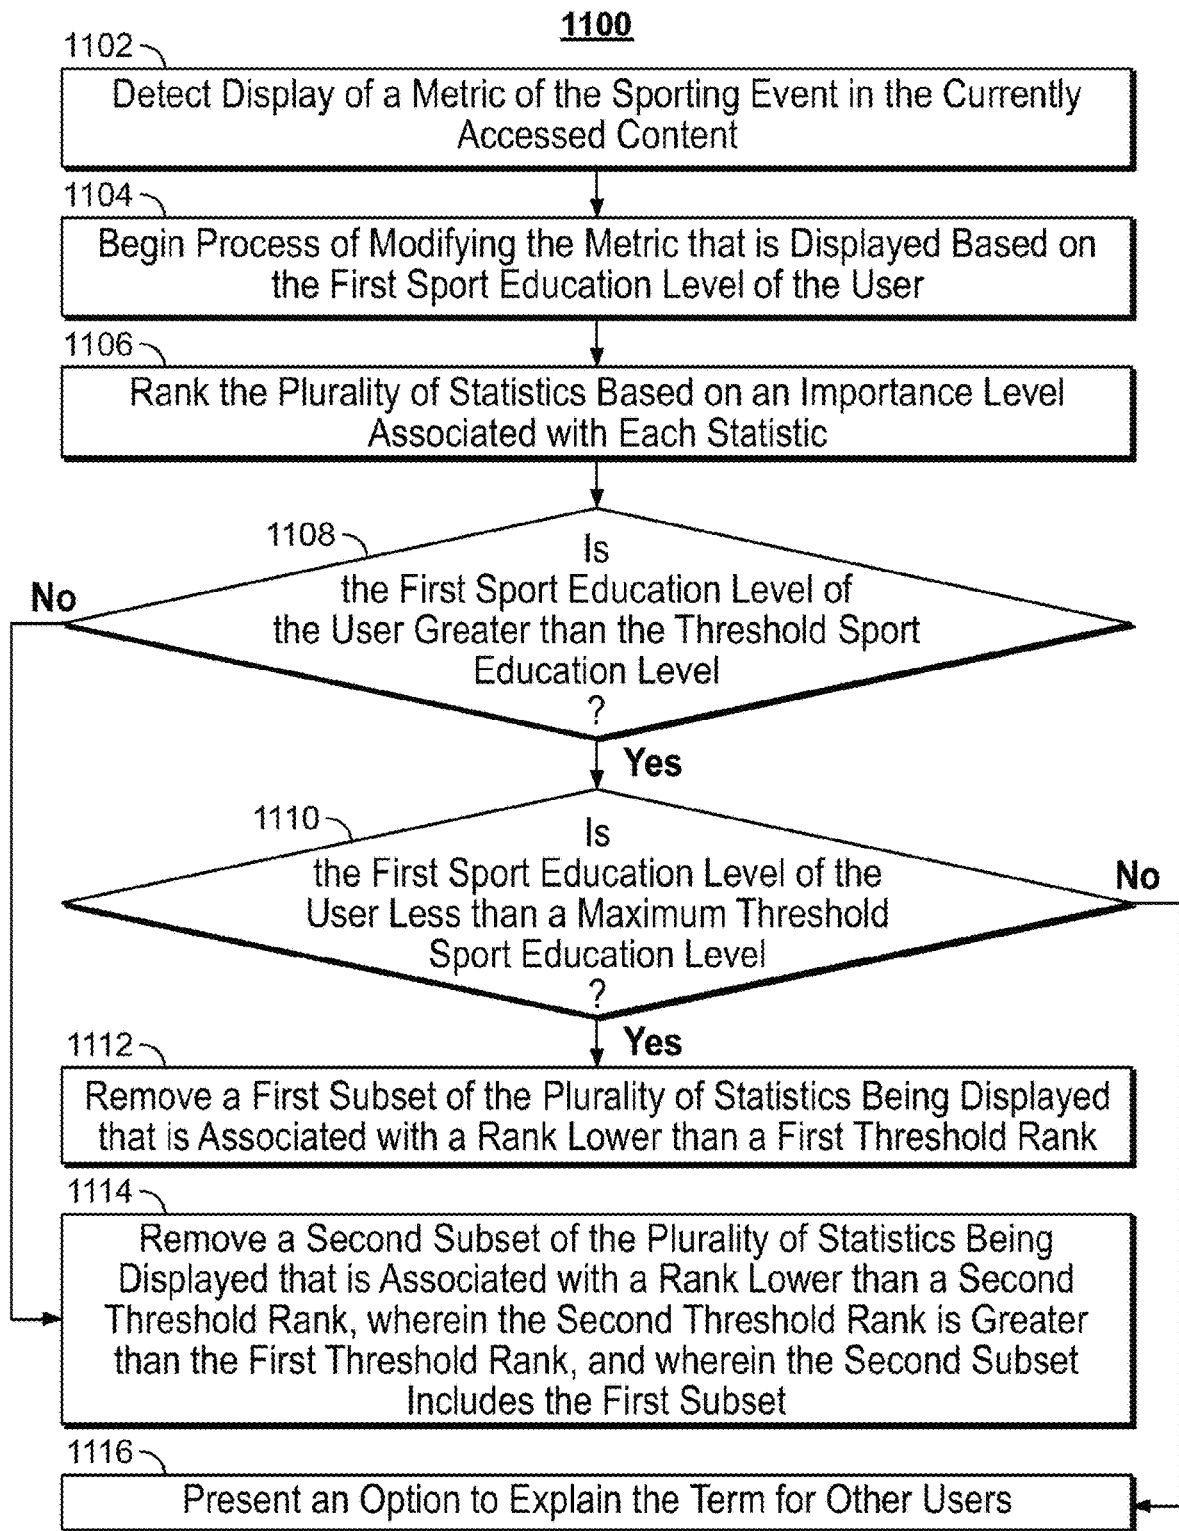 1100
1102
Detect Display of a Metric of the Sporting Event in the Currently
Accessed Content
1104
Begin Process of Modifying the Metric that is Displayed Based on
the First Sport Education Level of the User
1106
Rank the Plurality of Statistics Based on an Importance Level
Associated with Each Statistic
1108
Is
the First Sport Education Level of
the User Greater than the Threshold Sport
Education Level
?
No
Yes
1110
Is
the First Sport Education Level of the
User Less than a Maximum Threshold
Sport Education Level
?
No
Yes
1112
Remove a First Subset of the Plurality of Statistics Being Displayed
that is Associated with a Rank Lower than a First Threshold Rank
1114
Remove a Second Subset of the Plurality of Statistics Being
Displayed that is Associated with a Rank Lower than a Second
Threshold Rank, wherein the Second Threshold Rank is Greater
than the First Threshold Rank, and wherein the Second Subset
Includes the First Subset
1116
Present an Option to Explain the Term for Other Users